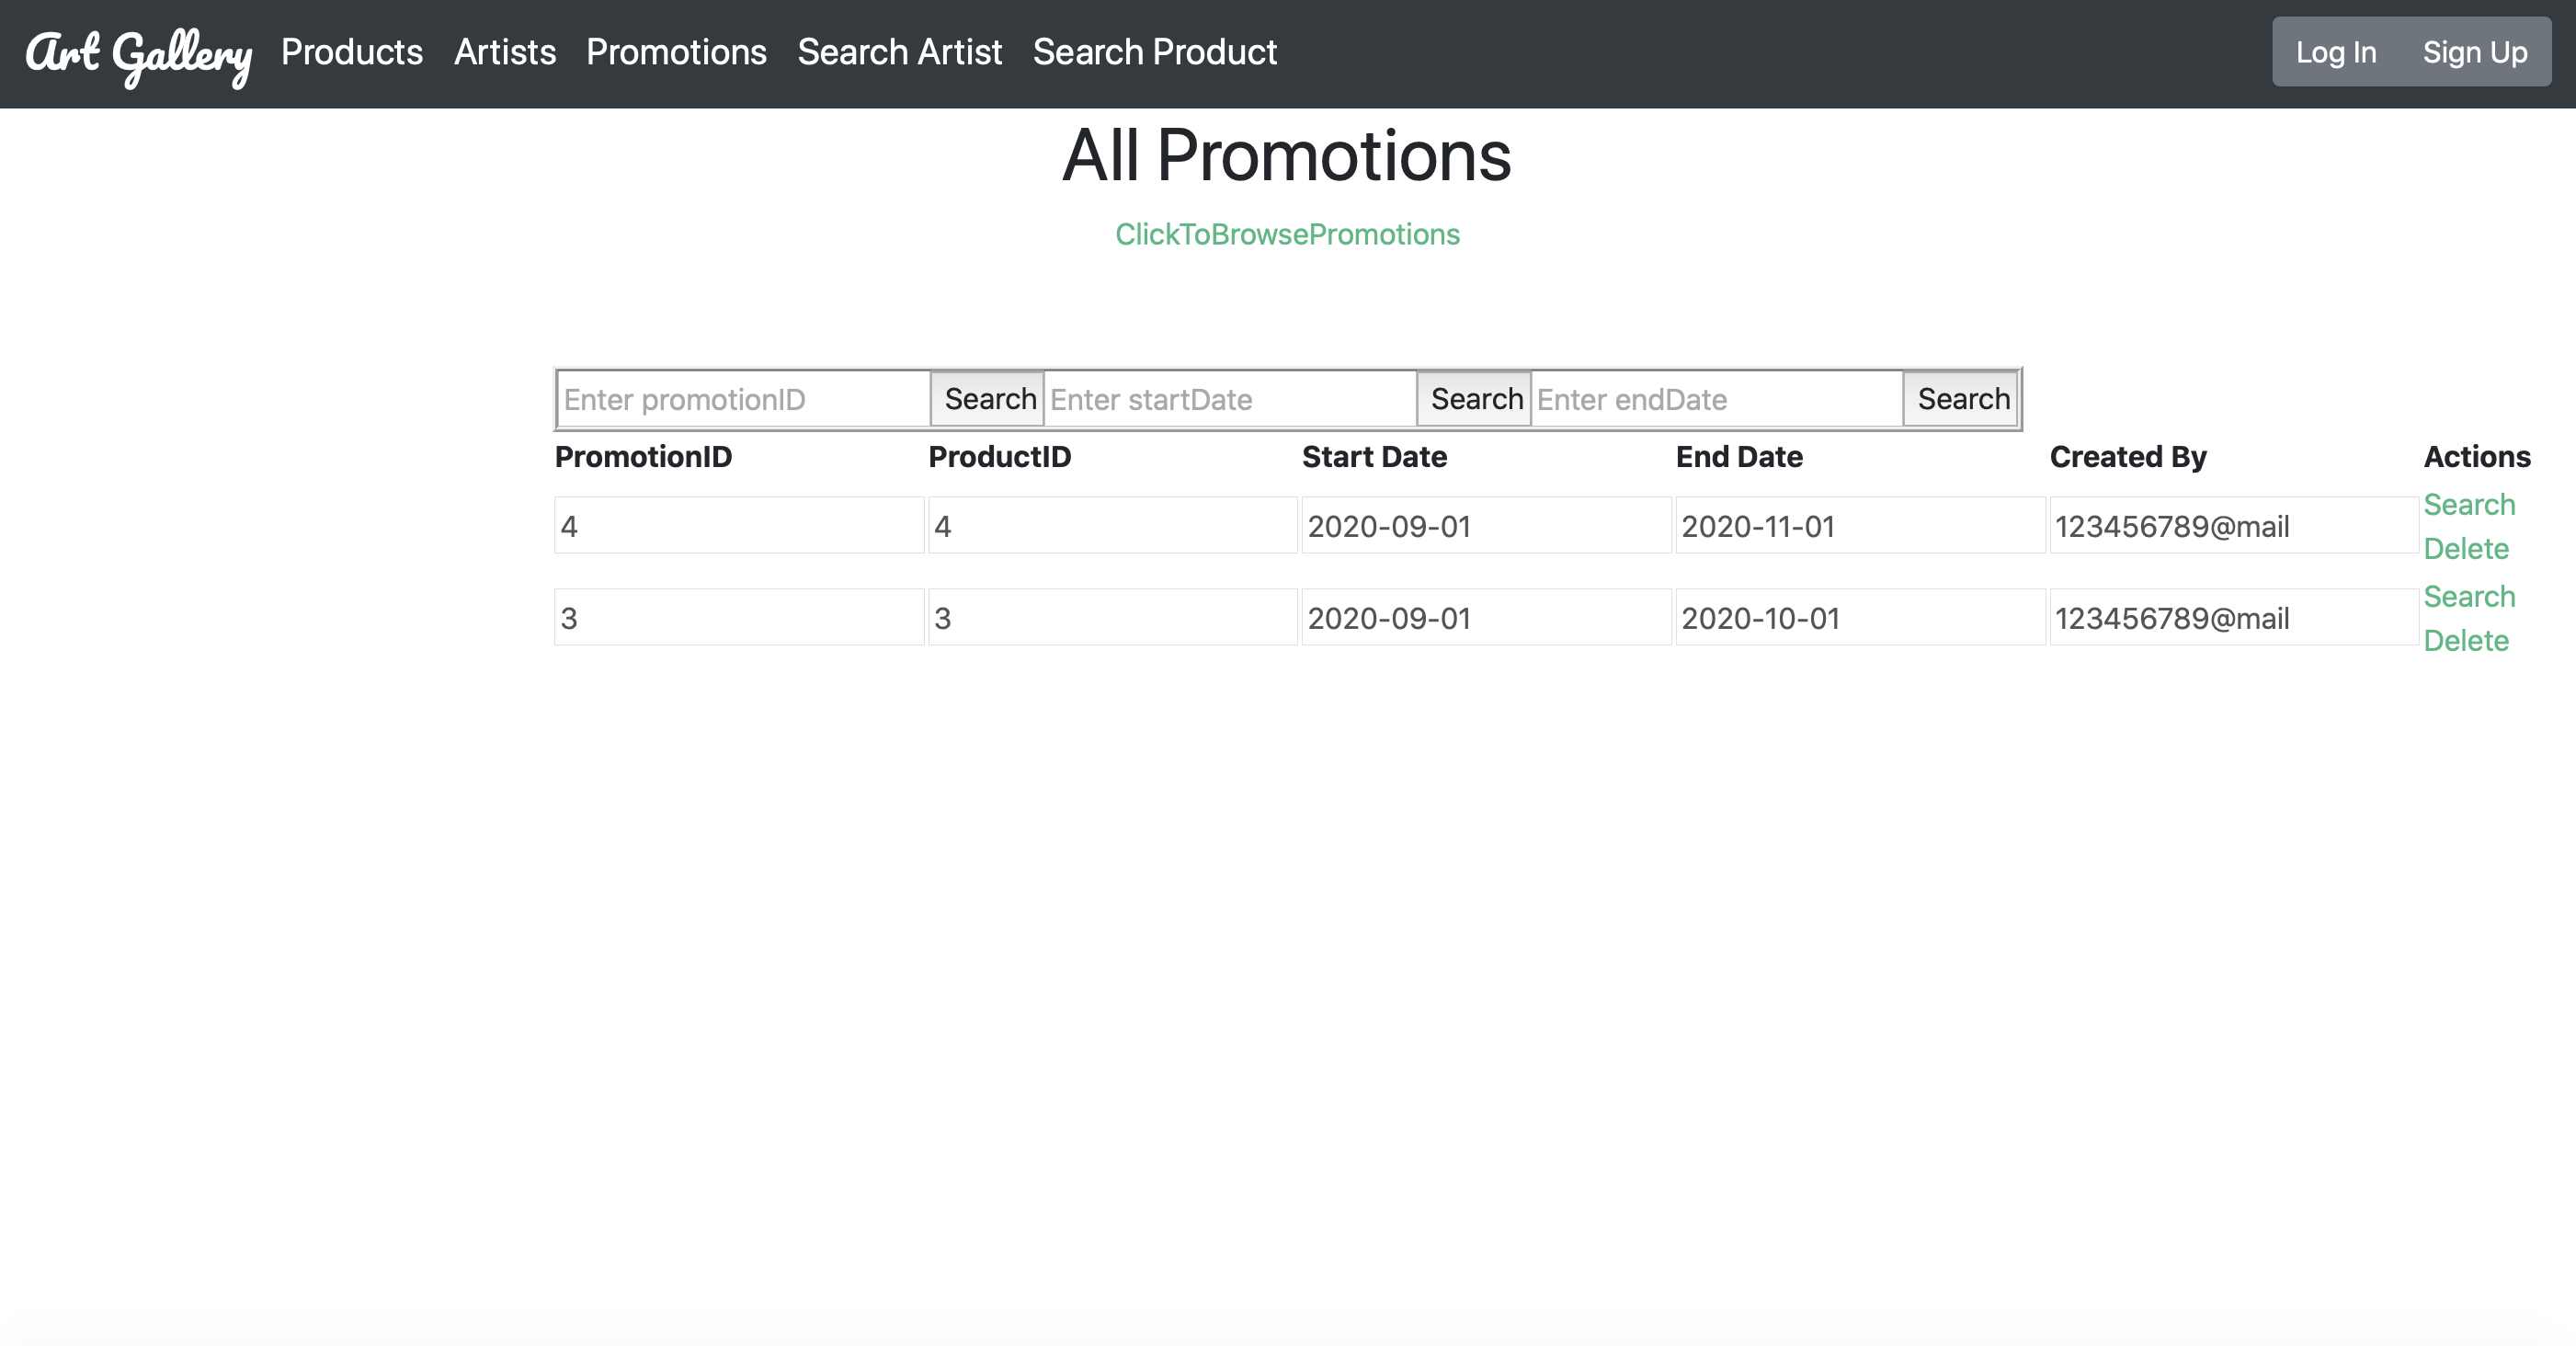 Art Gallery Products Artists Promotions Search Artist Search Product Log In Sign Up
All Promotions
ClickToBrowsePromotions
Enter promotionID Search Enter startDate Search Enter endDate Search
PromotionID ProductID Start Date End Date Created By Actions
4 4 2020-09-01 2020-11-01 123456789@mail Search
Delete
3 3 2020-09-01 2020-10-01 123456789@mail Search
Delete